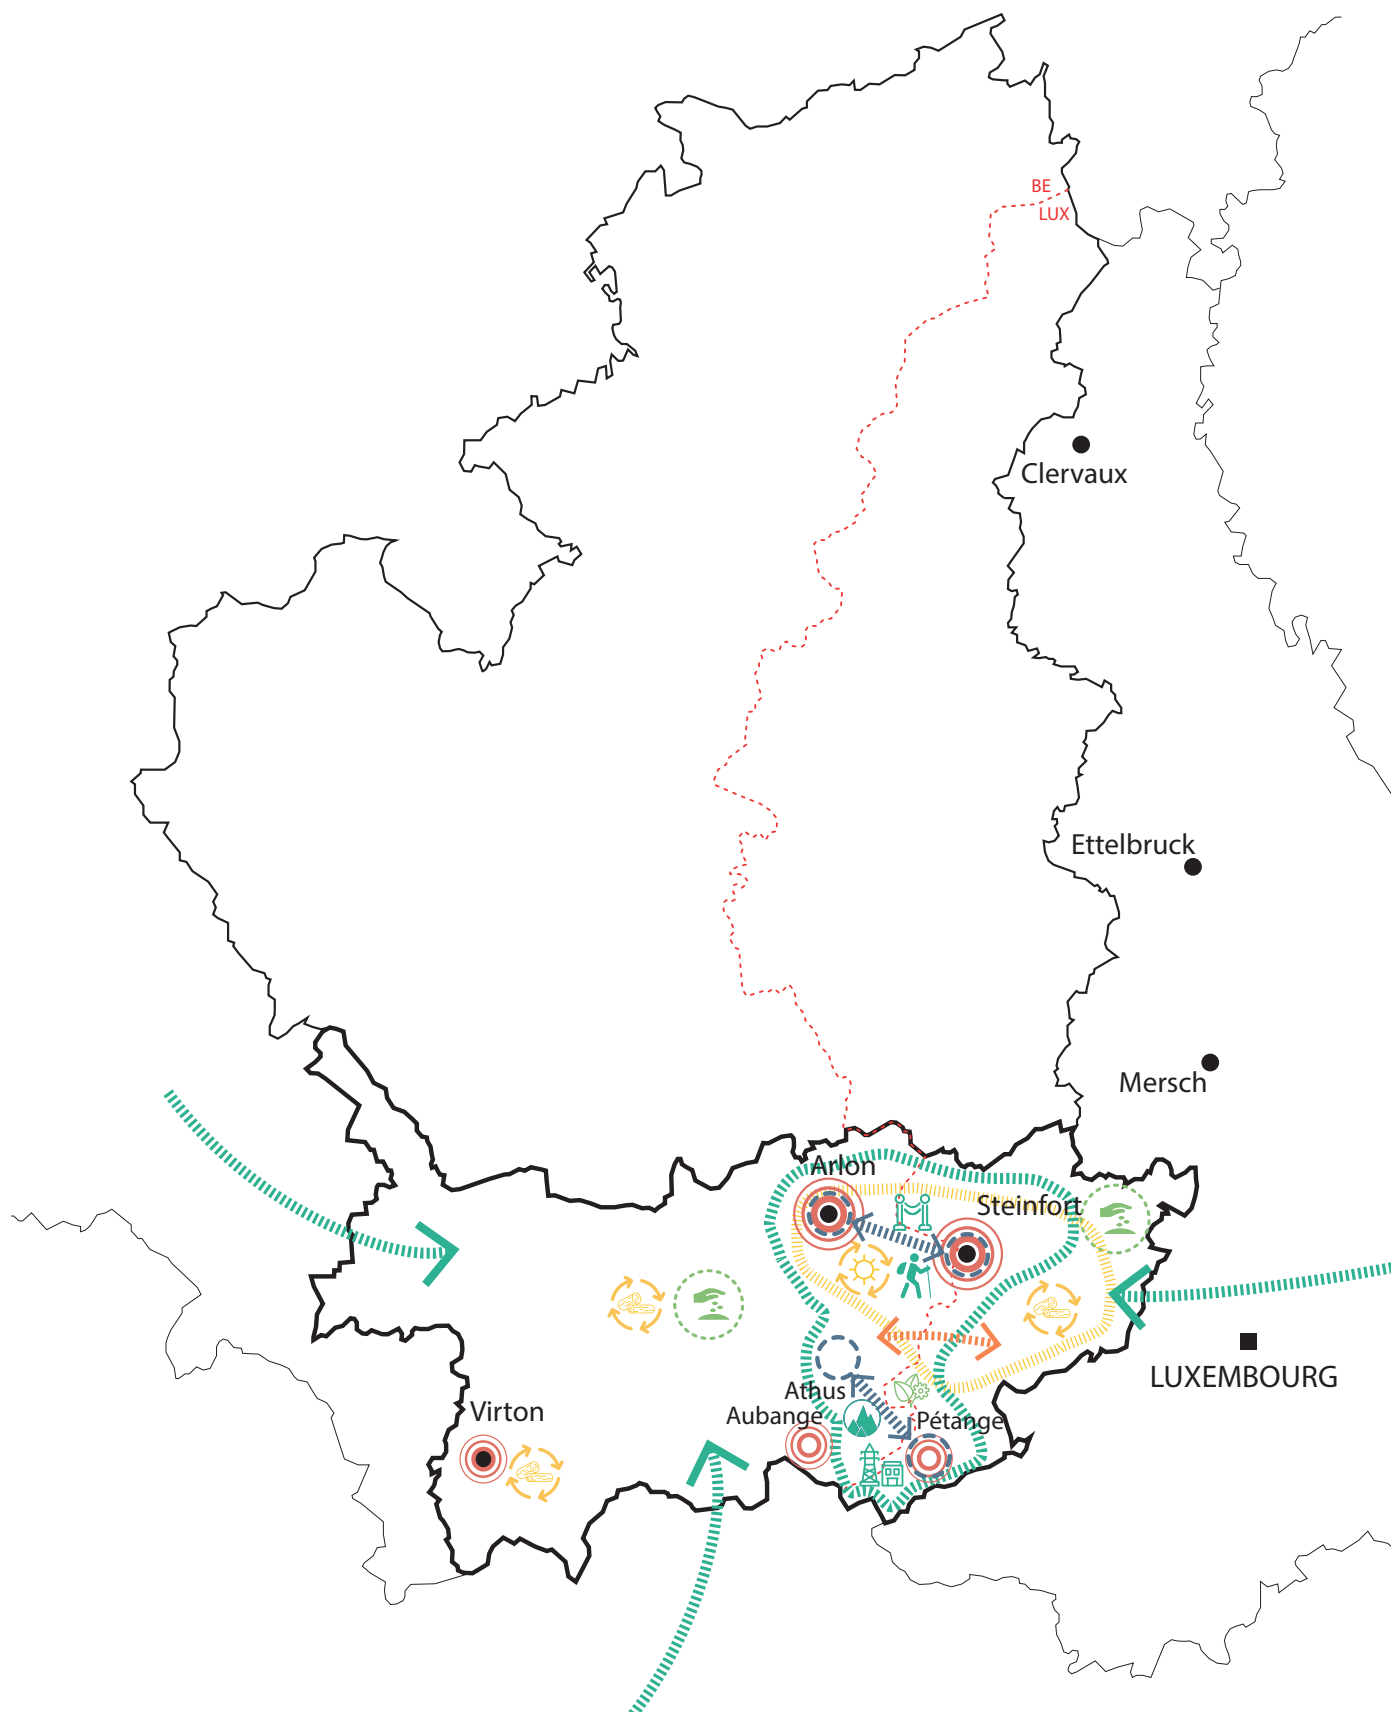 BE
LUX
Clervaux
Ettelbruck
Mersch
Arlon
Steinfort
LUXEMBOURG
Athus
Aubange
Pétange
Virton